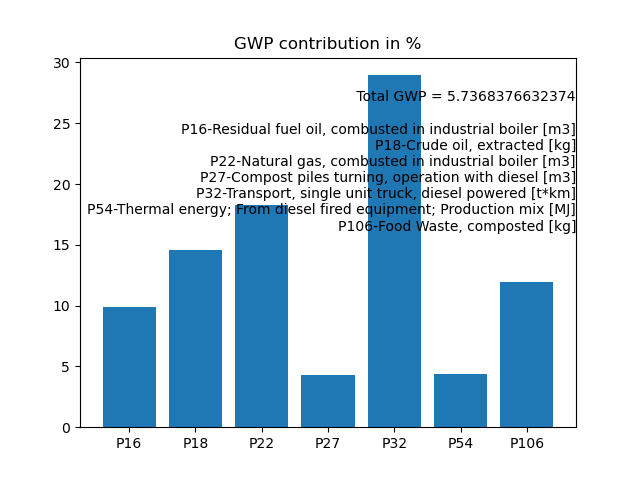 GWP contribution in %
30
25
20
15
10
5
0
Total GWP = 5.7368376632374
P16-Residual fuel oil, combusted in industrial boiler [m3]
P18-Crude oil, extracted [kg]
P22-Natural gas, combusted in industrial boiler [m3]
P27-Compost piles turning, operation with diesel [m3]
P32-Transport, single unit truck, diesel powered [t*km]
P54-Thermal energy; From diesel fired equipment; Production mix [MJ]
P106-Food Waste, composted [kg]
P16 P18 P22 P27 P32 P54 P106